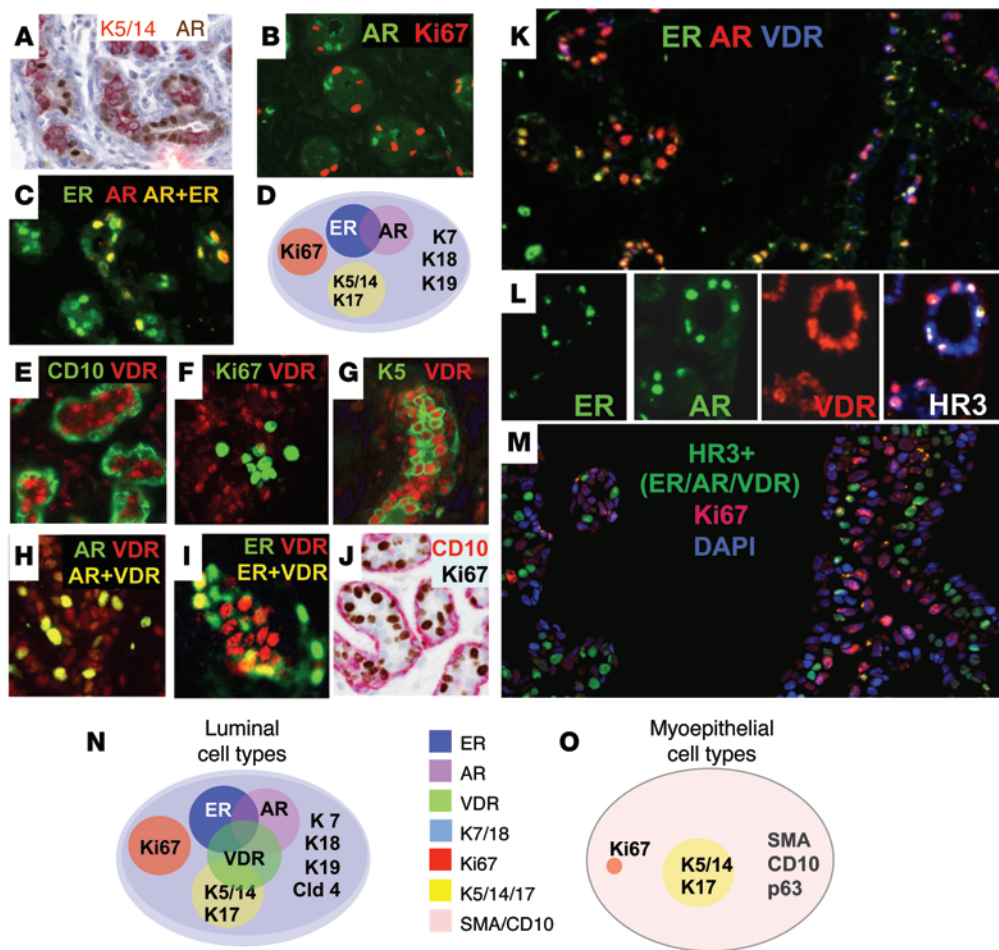 A
K5/14 AR
B
AR Ki67
C
ER AR AR+ER
D
ER
AR
Ki67
K5/14
K17
K7
K18
K19
E
CD10 VDR
F
Ki67 VDR
G
K5 VDR
H
AR VDR
AR+VDR
I
ER VDR
ER+VDR
J
CD10
Ki67
K
ER AR VDR
L
ER
AR
VDR
HR3
M
HR3+
(ER/AR/VDR)
Ki67
DAPI
N
Luminal
cell types
ER
AR
VDR
Ki67
K5/14
K17
K 7
K18
K19
Cld 4
ER
AR
VDR
K7/18
Ki67
K5/14/17
SMA/CD10
O
Myoepithelial
cell types
Ki67
K5/14
K17
SMA
CD10
p63